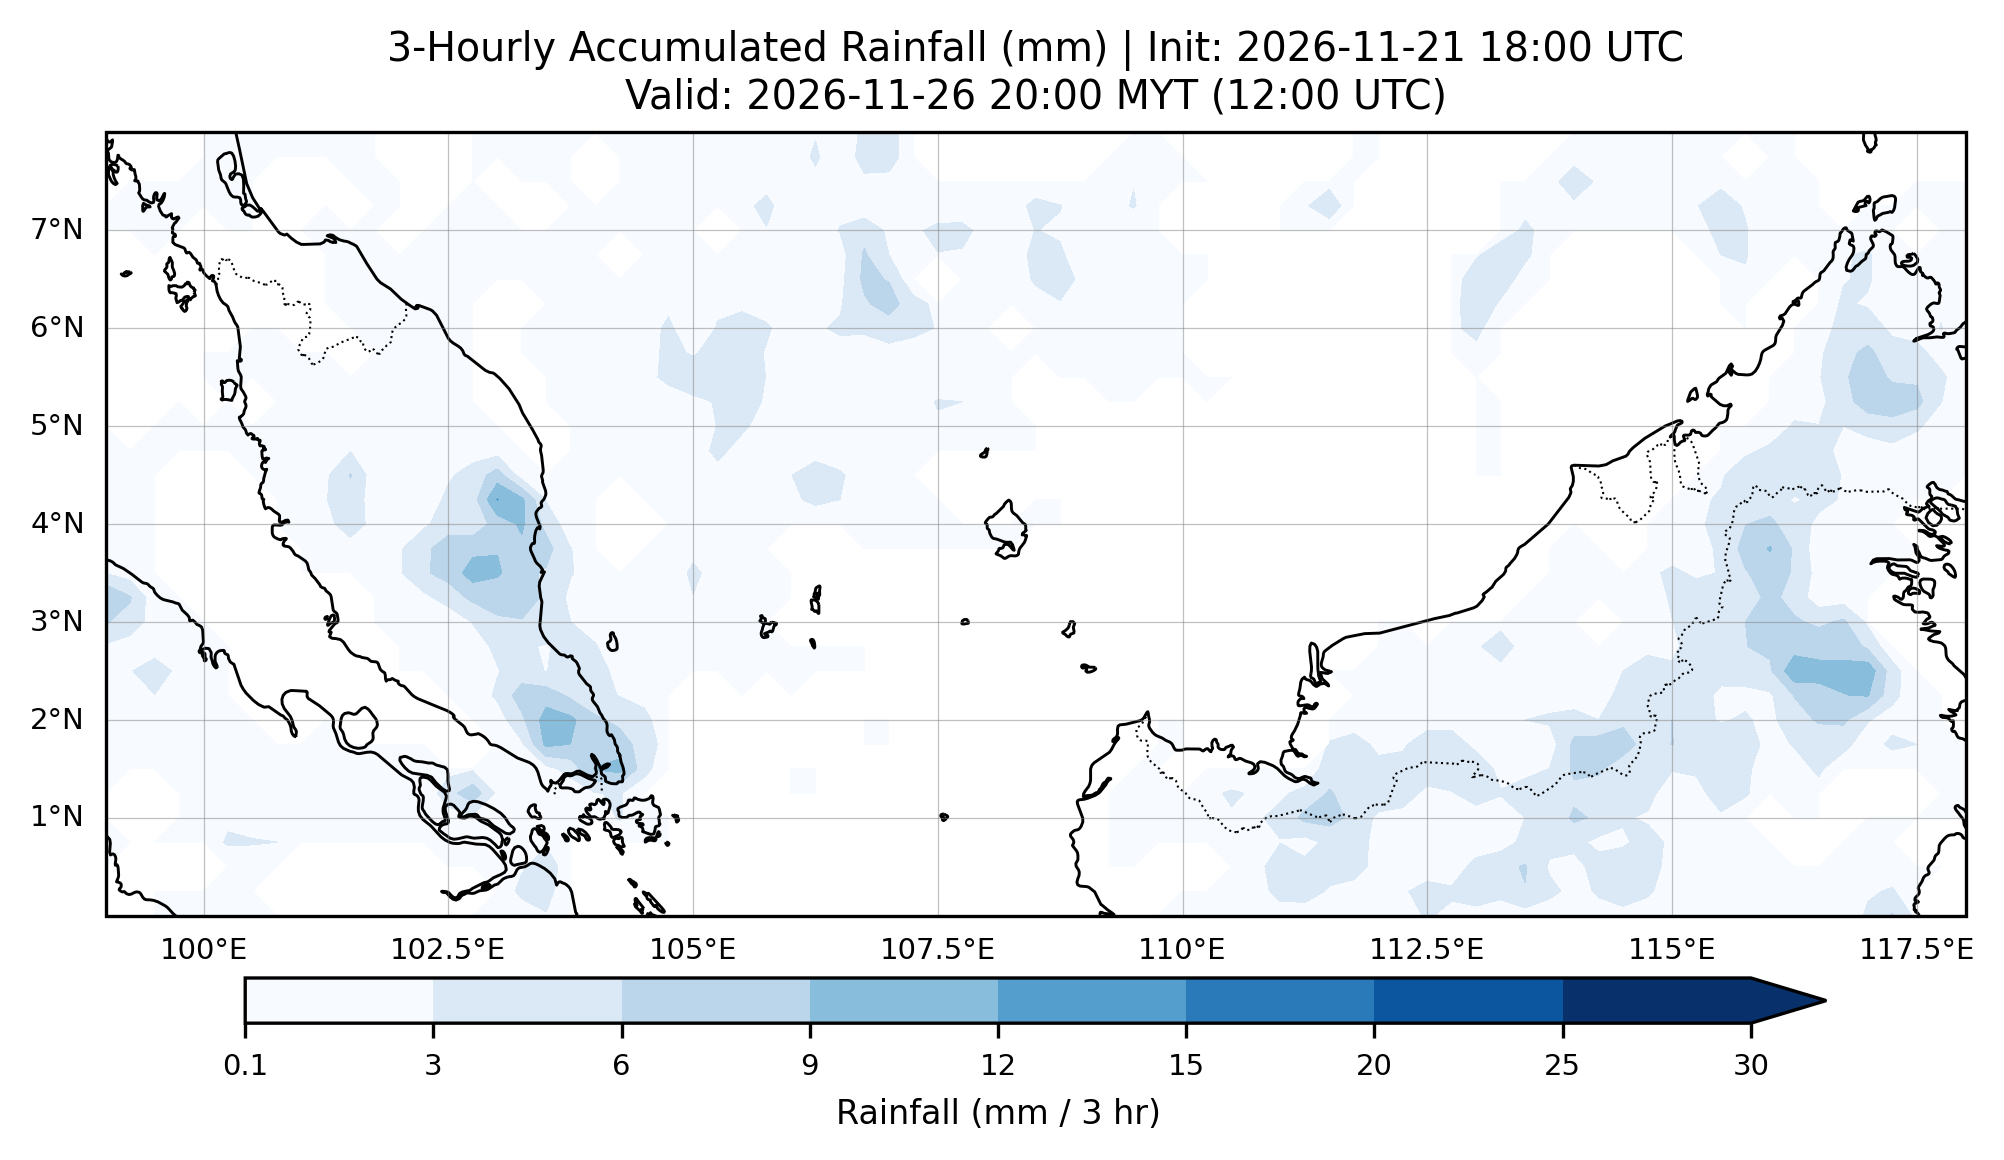 3-Hourly Accumulated Rainfall (mm) | Init: 2026-11-21 18:00 UTC
Valid: 2026-11-26 20:00 MYT (12:00 UTC)
7°N
6°N
5°N
4°N
3°N
2°N
1°N
100°E 102.5°E 105°E 107.5°E 110°E 112.5°E 115°E 117.5°E
0.1 3 6 9 12 15 20 25 30
Rainfall (mm / 3 hr)